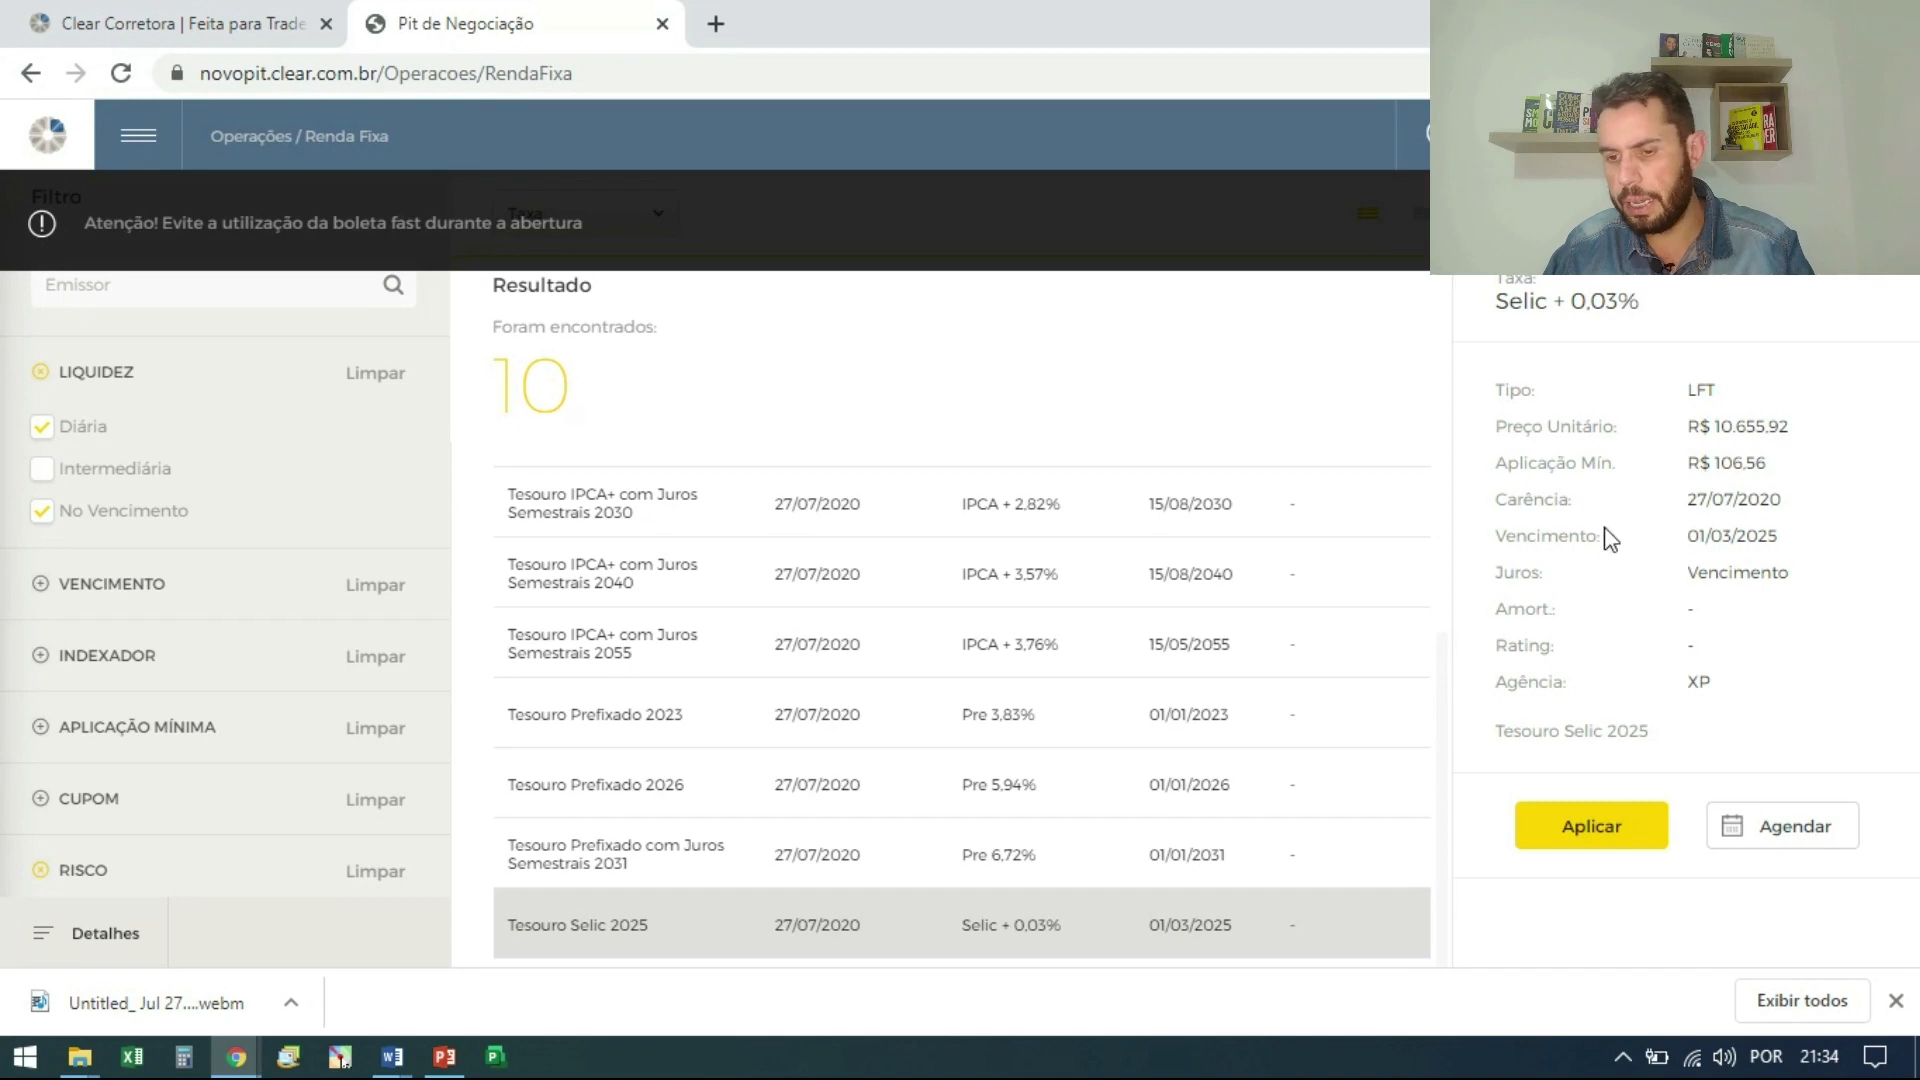 Clear Corretora | Feita para Trade
Pit de Negociação
novopit.clear.com.br/Operacoes/RendaFixa
Operações / Renda Fixa
Filtro
Taxa
Atenção! Evite a utilização da boleta fast durante a abertura
Emissor
LIQUIDEZ Limpar
Diária
Intermediária
No Vencimento
VENCIMENTO Limpar
INDEXADOR Limpar
APLICAÇÃO MÍNIMA Limpar
CUPOM Limpar
RISCO Limpar
Detalhes
Resultado
Foram encontrados:
10
Tesouro IPCA+ com Juros
Semestrais 2030 27/07/2020 IPCA + 2,82% 15/08/2030 -
Tesouro IPCA+ com Juros
Semestrais 2040 27/07/2020 IPCA + 3,57% 15/08/2040 -
Tesouro IPCA+ com Juros
Semestrais 2055 27/07/2020 IPCA + 3,76% 15/05/2055 -
Tesouro Prefixado 2023 27/07/2020 Pre 3,83% 01/01/2023 -
Tesouro Prefixado 2026 27/07/2020 Pre 5,94% 01/01/2026 -
Tesouro Prefixado com Juros
Semestrais 2031 27/07/2020 Pre 6,72% 01/01/2031 -
Tesouro Selic 2025 27/07/2020 Selic + 0,03% 01/03/2025 -
Taxa:
Selic + 0,03%
Tipo: LFT
Preço Unitário: R$ 10.655,92
Aplicação Mín. R$ 106,56
Carência: 27/07/2020
Vencimento: 01/03/2025
Juros: Vencimento
Amort.: -
Rating: -
Agência: XP
Tesouro Selic 2025
Aplicar
Agendar
Untitled_ Jul 27....webm
Exibir todos
POR 21:34